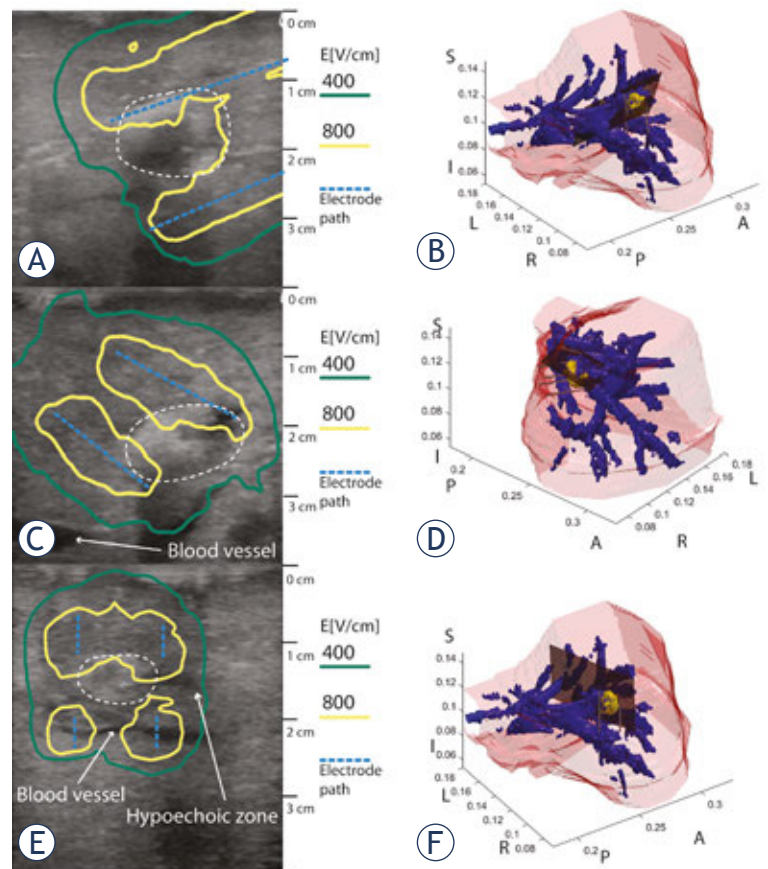 0 cm
E[V/cm]
400
1 cm
800
2 cm
Electrode
path
3 cm
A
S
0.14
0.12
0.1
0.08
I
0.06
0.16
L
0.14
0.12
R
0.1
0.08
0.2
P
0.25
0.3
A
B
0 cm
E[V/cm]
400
1 cm
800
2 cm
Electrode
path
3 cm
Blood vessel
C
S
0.14
0.12
0.1
0.08
0.06
I
P
0.2
0.25
0.3
A
0.08
0.1
R
0.12
0.14
0.16
0.18
L
D
0 cm
E[V/cm]
400
1 cm
800
2 cm
Electrode
path
3 cm
Blood vessel
Hypoechoic zone
E
S
0.14
0.12
0.1
0.08
I
0.06
L
0.14
0.12
R
0.1
0.08
0.2
P
0.25
A
0.3
F